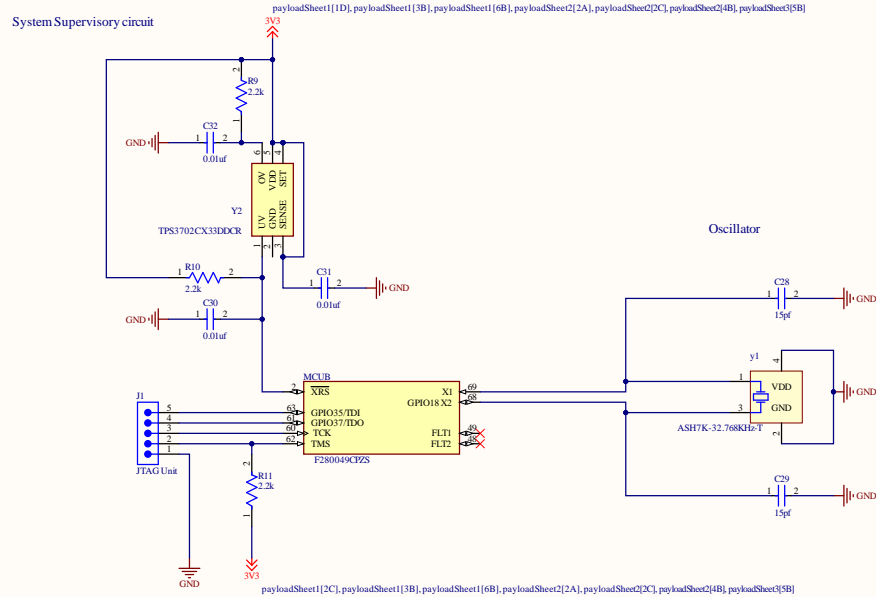 payloadSheet1[1D], payloadSheet1[3B], payloadSheet1[6B], payloadSheet2[2A], payloadSheet2[2C], payloadSheet2[4B], payloadSheet3[5B]
System Supervisory circuit
3V3
2
R9
2.2k
1
C32
GND
1
2
0.01uf
6
5
4
OV
VDD
SET
Y2
UV
GND
SENSE
TPS3702CX33DDCR
1
2
3
Oscillator
R10
1
2
2.2k
C31
1
2
GND
0.01uf
C28
1
2
GND
15pf
C30
GND
1
2
0.01uf
y1
4
MCUB
2
XRS
X1
69
1
VDD
GND
J1
GPIO18 X2
68
3
GND
5
63
GPIO35/TDI
4
61
GPIO37/TDO
ASH7K-32.768KHz-T
3
60
TCK
FLT1
49
2
2
62
TMS
FLT2
48
1
F280049CPZS
JTAG Unit
2
R11
2.2k
1
C29
1
2
GND
15pf
GND
3V3
payloadSheet1[2C], payloadSheet1[3B], payloadSheet1[6B], payloadSheet2[2A], payloadSheet2[2C], payloadSheet2[4B], payloadSheet3[5B]